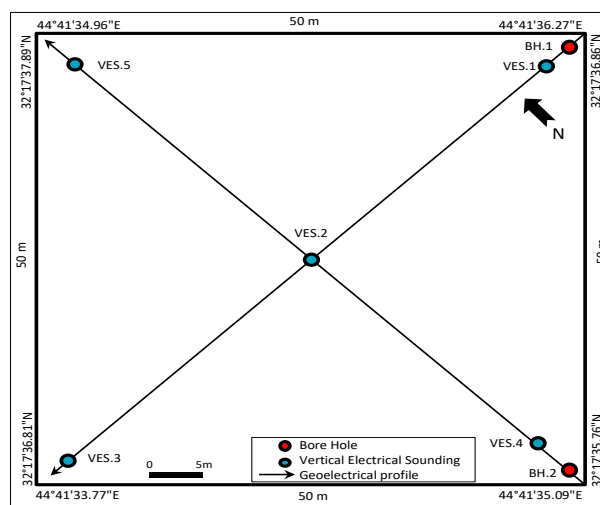 50 m
44°41'34.96"E
44°41'36.27"E
32°17'37.89"N
32°17'36.86"N
BH.1
VES.5
VES.1
N
VES.2
50 m
50 m
VES.4
VES.3
BH.2
32°17'36.81"N
32°17'35.76"N
0 5m
Bore Hole
Vertical Electrical Sounding
Geoelectrical profile
44°41'33.77"E
50 m
44°41'35.09"E